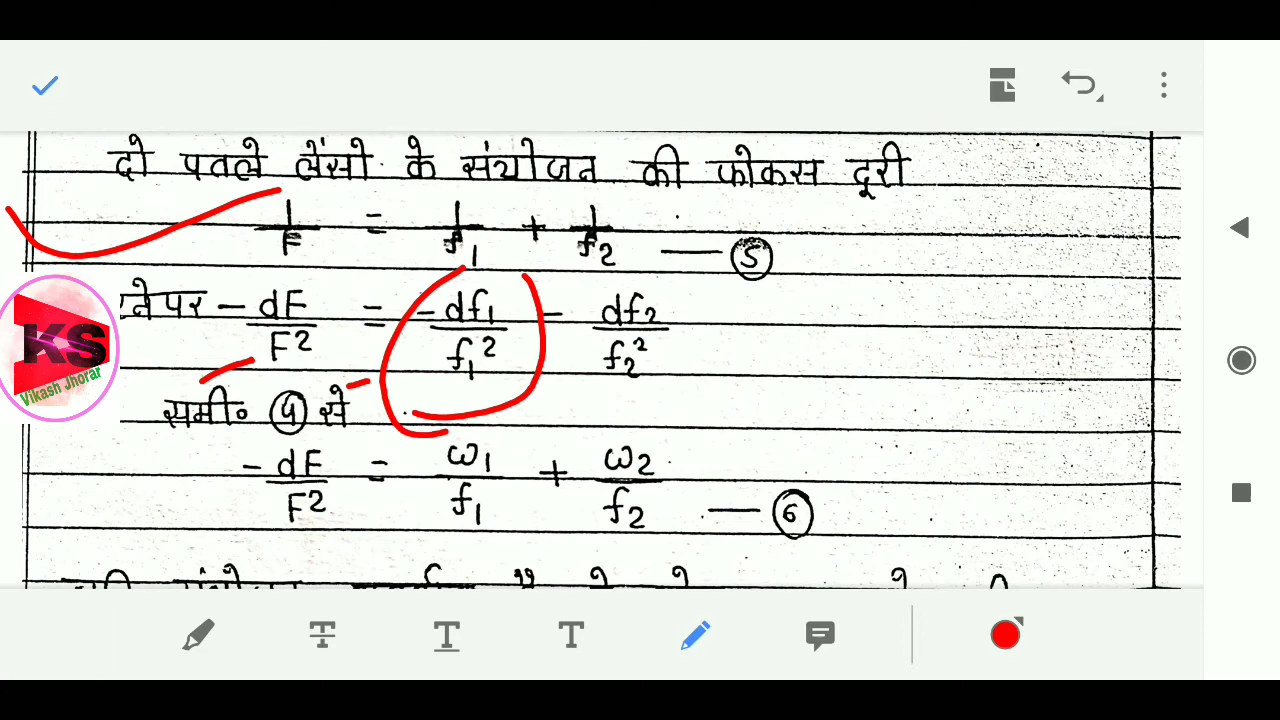 दो पतले लेंसो के संयोजन की फोकस दूरी
1/F = 1/f₁ + 1/f₂ — ⑤
ने पर - dF/F² = - df₁/f₁² - df₂/f₂²
समी॰ ④ से
- dF/F² = ω₁/f₁ + ω₂/f₂ — ⑥
KS
Vikash Jhorar
T
T
T